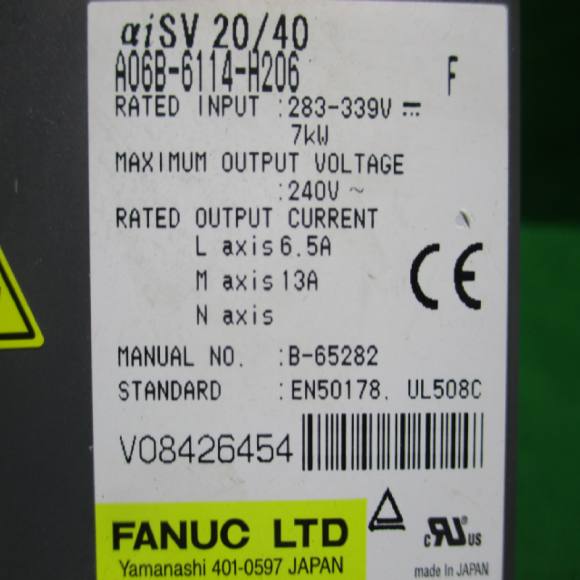 αiSV 20/40
A06B-6114-H206 F
RATED INPUT :283-339V ⎓
7kW
MAXIMUM OUTPUT VOLTAGE
:240V ~
RATED OUTPUT CURRENT
L axis 6.5A
M axis 13A
N axis
CE
MANUAL NO. :B-65282
STANDARD :EN50178. UL508C
V08426454
FANUC LTD
Yamanashi 401-0597 JAPAN
c RU us
made in JAPAN